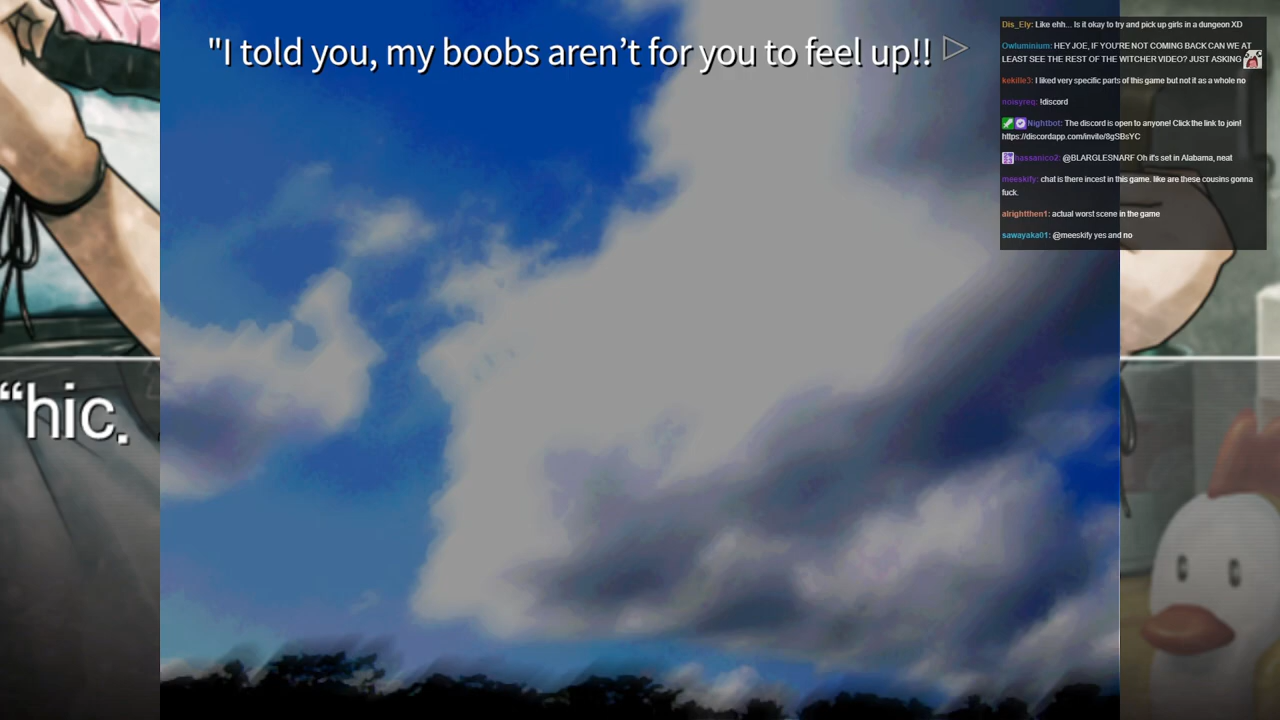 "I told you, my boobs aren’t for you to feel up!!
Dis_Ely: Like ehh... Is it okay to try and pick up girls in a dungeon XD
Owluminium: HEY JOE, IF YOU'RE NOT COMING BACK CAN WE AT
LEAST SEE THE REST OF THE WITCHER VIDEO? JUST ASKING
I liked very specific parts of this game but not it as a whole no
noisyreq: !discord
Nightbot: The discord is open to anyone! Click the link to join!
https://discordapp.com/invite/8gSBsYC
hassanico2: @BLARGLESNARF Oh it's set in Alabama, neat
meeskify: chat is there incest in this game. like are these cousins gonna
fuck.
alrightthen1: actual worst scene in the game
sawayaka01: @meeskify yes and no
“hic.